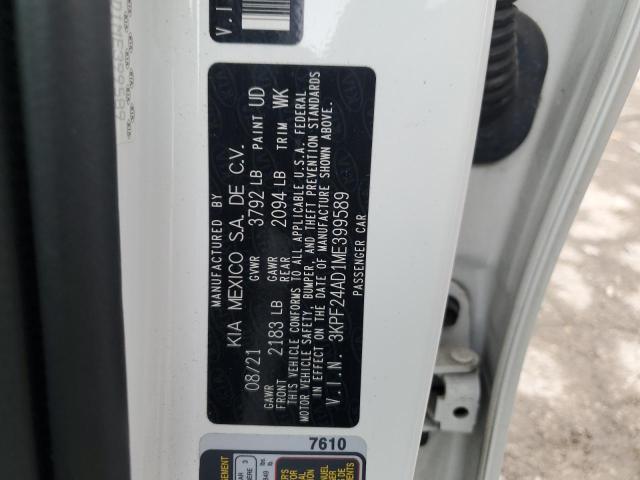 MANUFACTURED BY
KIA MEXICO S.A. DE C.V.
08/21 GVWR 3792 LB PAINT UD
GAWR FRONT 2183 LB GAWR REAR 2094 LB TRIM WK
THIS VEHICLE CONFORMS TO ALL APPLICABLE U.S.A. FEDERAL
MOTOR VEHICLE SAFETY, BUMPER, AND THEFT PREVENTION STANDARDS
IN EFFECT ON THE DATE OF MANUFACTURE SHOWN ABOVE.
V.I.N. 3KPF24AD1ME399589
PASSENGER CAR
V.I.N
7610